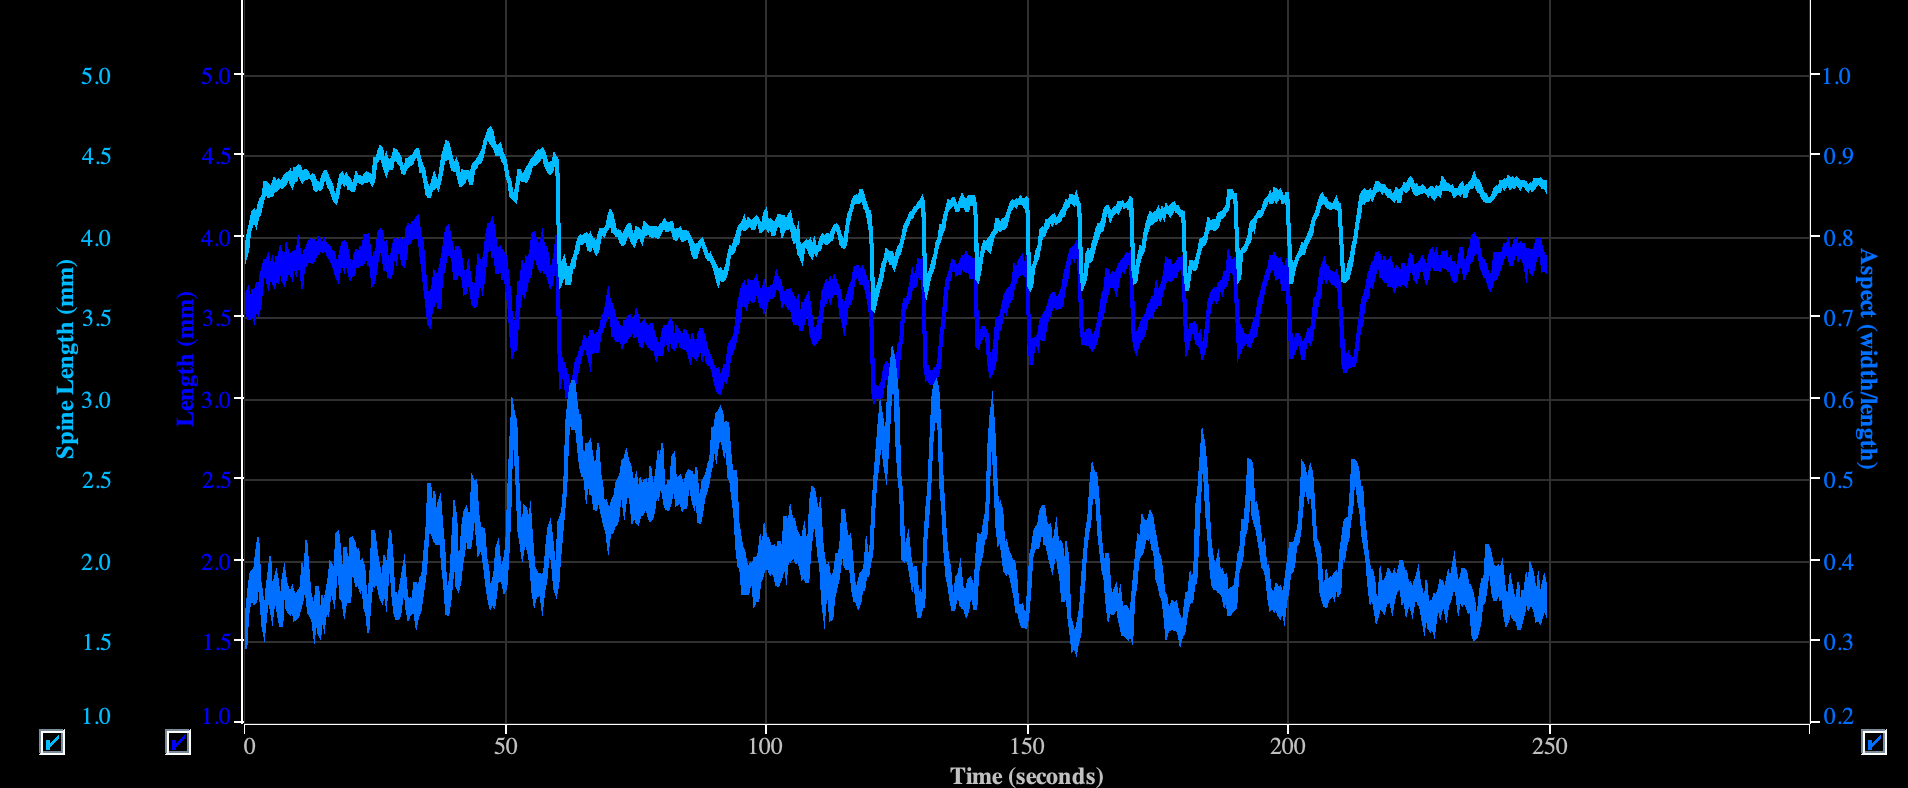 5.0 5.0 1.0
4.5 4.5 0.9
4.0 4.0 0.8
3.5 3.5 0.7
3.0 3.0 0.6
2.5 2.5 0.5
2.0 2.0 0.4
1.5 1.5 0.3
1.0 1.0 0.2
Spine Length (mm)
Length (mm)
Aspect (width/length)
0 50 100 150 200 250
Time (seconds)